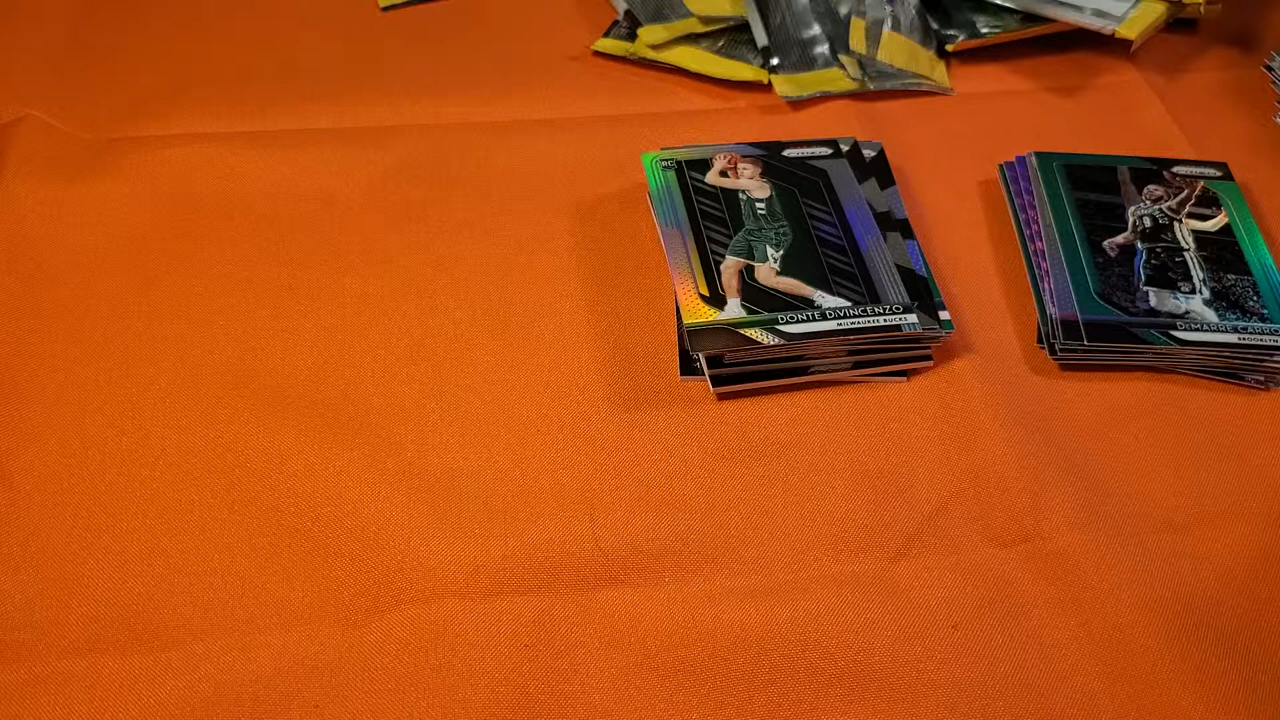 RC
PRIZM
DONTE DiVINCENZO
MILWAUKEE BUCKS
PRIZM
DeMARRE CARRO
BROOKLYN